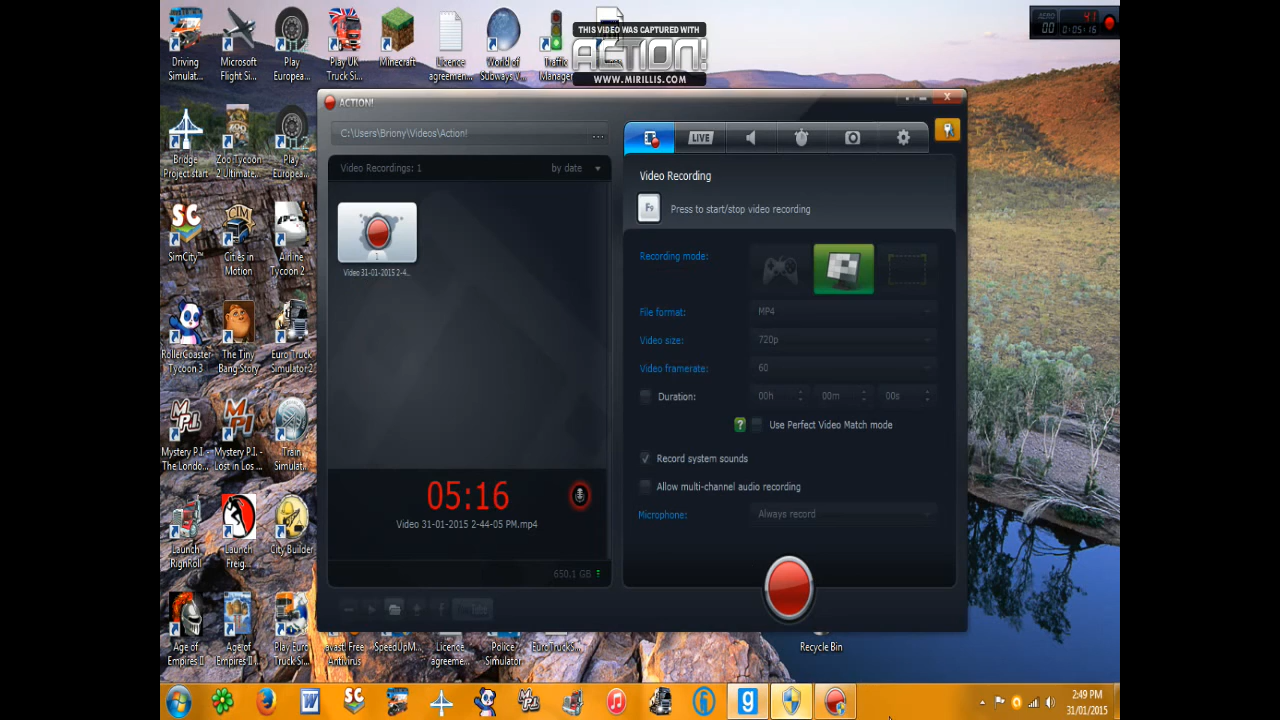 Driving Simulat...
Microsoft Flight Si...
Play European...
Play UK Truck Si...
Minecraft
Licence agreemen...
World of Subways V...
Traffic Manager
THIS VIDEO WAS CAPTURED WITH
ACTION!
WWW.MIRILLIS.COM
AERO
00
41
0:05:16
Bridge Project start
Zoo Tycoon 2 Ultimate...
Play European...
SimCity™
Cities in Motion
Airline Tycoon 2
RollerCoaster Tycoon 3
The Tiny Bang Story
Euro Truck Simulator 2
Mystery P.I. - The London...
Mystery P.I. - Lost in Los ...
Train Simulat...
Launch RignRoll
Launch Freig...
City Builder
Age of Empires II
Age of Empires I...
Play Euro Truck Si...
avast! Free Antivirus
SpeedUpM...
Licence agreeme...
Police Simulator
EuroTruckS...
Recycle Bin
ACTION!
C:\Users\Briony\Videos\Action!
...
Video Recordings: 1
by date
Video 31-01-2015 2-4...
05:16
Video 31-01-2015 2-44-05 PM.mp4
650.1 GB
LIVE
Video Recording
F9
Press to start/stop video recording
Recording mode:
File format:
MP4
Video size:
720p
Video framerate:
60
Duration:
00h
00m
00s
? Use Perfect Video Match mode
Record system sounds
Allow multi-channel audio recording
Microphone:
Always record
2:49 PM
31/01/2015